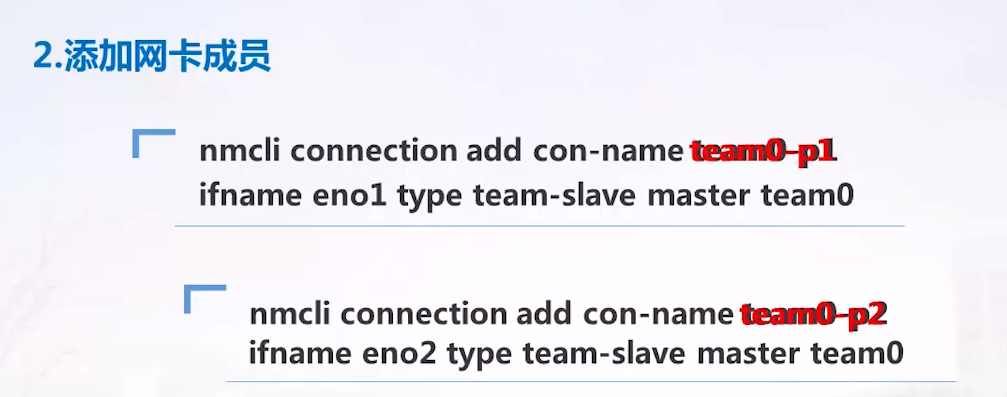 2.添加网卡成员
nmcli connection add con-name team0-p1
ifname eno1 type team-slave master team0
nmcli connection add con-name team0-p2
ifname eno2 type team-slave master team0